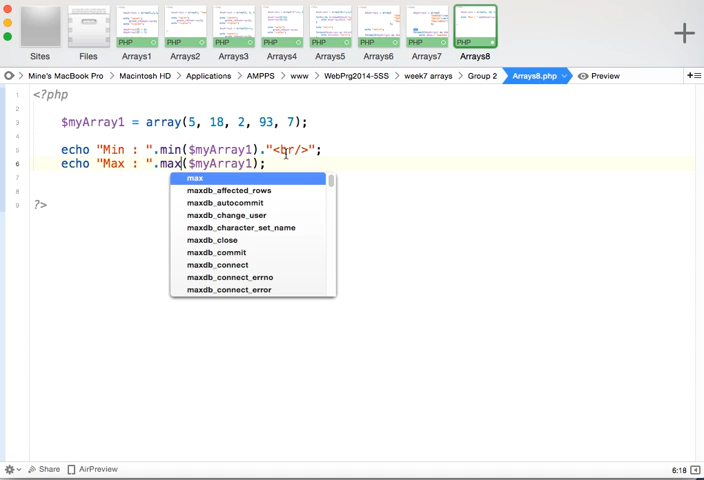 PHP PHP PHP PHP PHP PHP PHP PHP
Sites Files Arrays1 Arrays2 Arrays3 Arrays4 Arrays5 Arrays6 Arrays7 Arrays8
Mine's MacBook Pro Macintosh HD Applications AMPPS www WebPrg2014-5SS week7 arrays Group 2 Arrays8.php Preview
1 <?php
2
3 $myArray1 = array(5, 18, 2, 93, 7);
4
5 echo "Min : ".min($myArray1)."<br/>";
6 echo "Max : ".max($myArray1);
7 max
8 maxdb_affected_rows
maxdb_autocommit
9 ?>
maxdb_change_user
maxdb_character_set_name
maxdb_close
maxdb_commit
maxdb_connect
maxdb_connect_errno
maxdb_connect_error
Share AirPreview 6:18